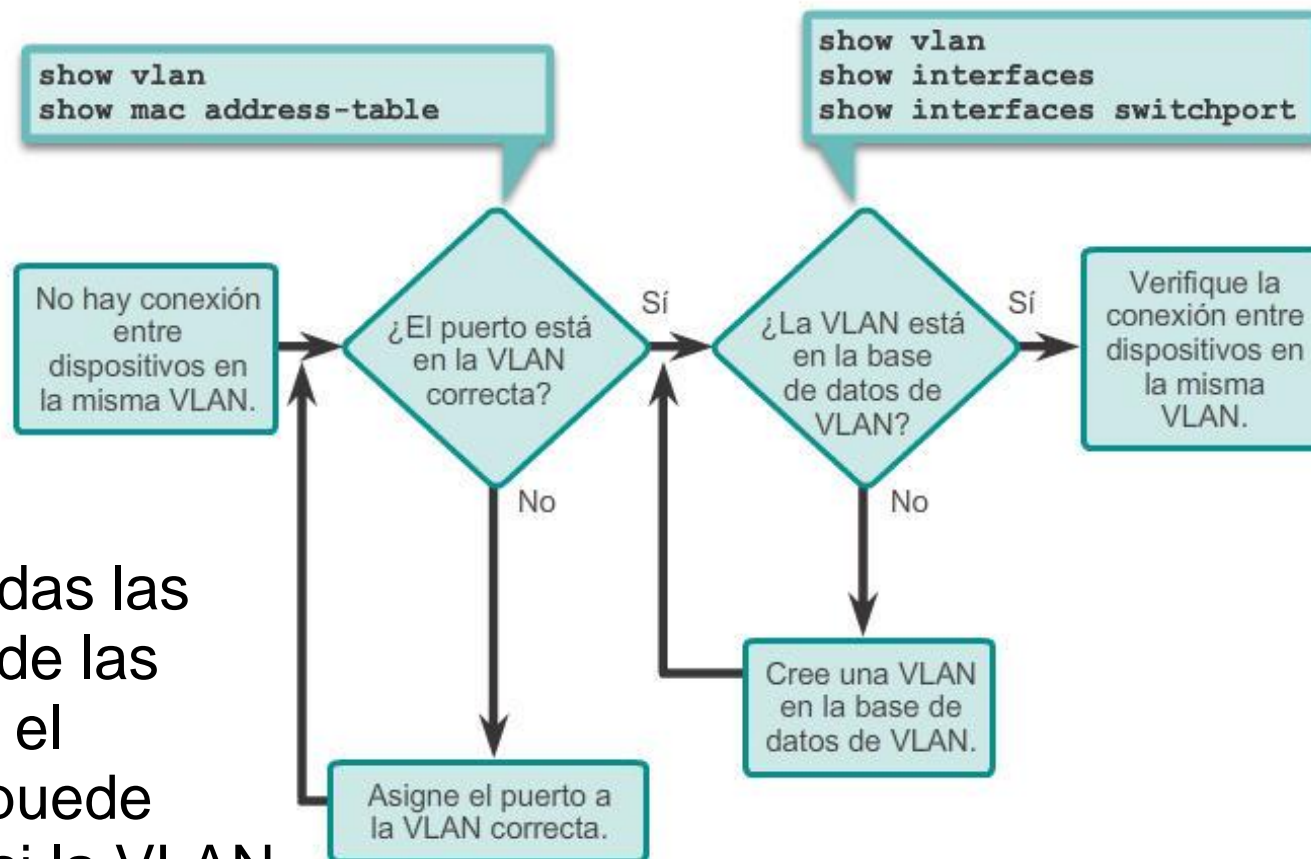 show vlan
show mac address-table
show vlan
show interfaces
show interfaces switchport
No hay conexión
entre
dispositivos en
la misma VLAN.
¿El puerto está
en la VLAN
correcta?
Sí
¿La VLAN está
en la base
de datos de
VLAN?
Sí
Verifique la
conexión entre
dispositivos en
la misma
VLAN.
No
No
Asigne el puerto a
la VLAN correcta.
Cree una VLAN
en la base de
datos de VLAN.
das las
de las
el
puede
si la VLAN